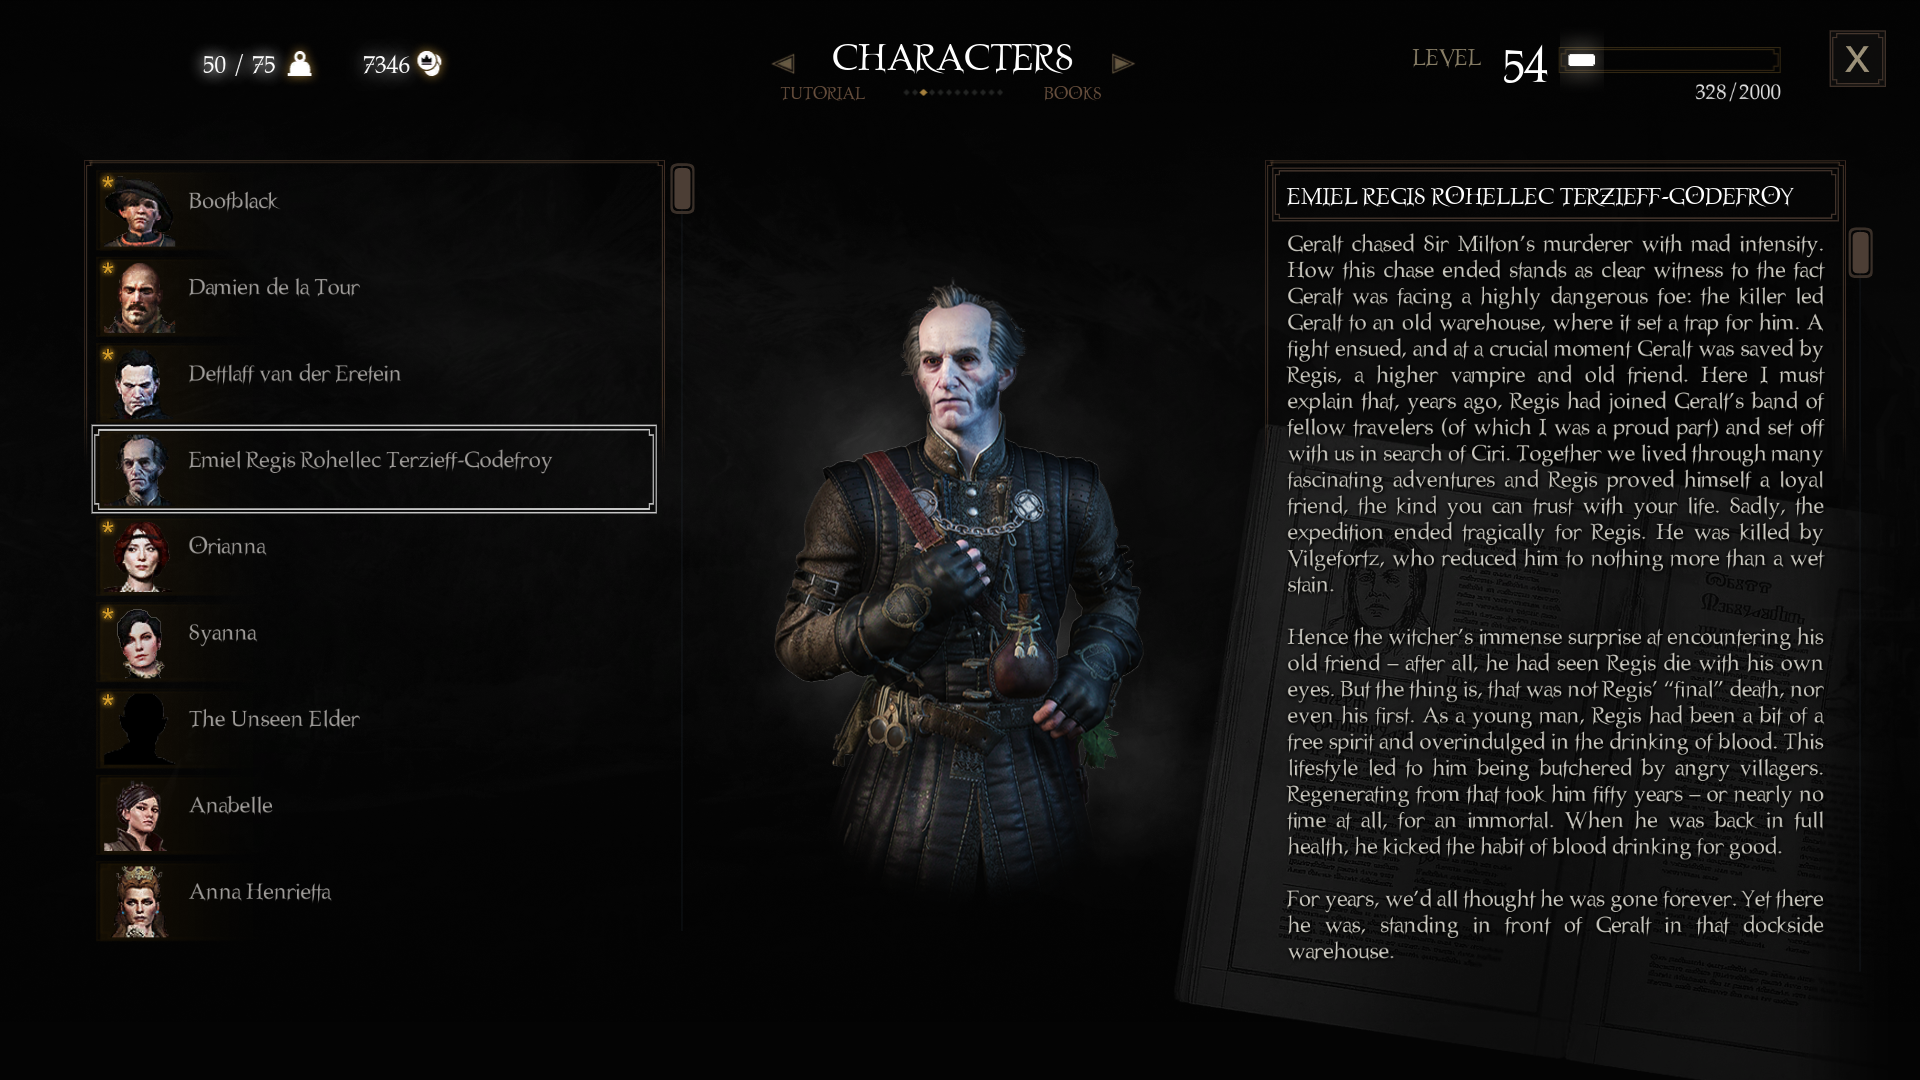 50 / 75
7346
CHARACTERS
TUTORIAL
BOOKS
LEVEL
54
328/2000
X
Bootblack
Damien de la Tour
Dettlaff van der Eretein
Emiel Regis Rohellec Terzieff-Godefroy
Orianna
Syanna
The Unseen Elder
Anabelle
Anna Henrietta
EMIEL REGIS ROHELLEC TERZIEFF-GODEFROY
Geralt chased Sir Milton's murderer with mad intensity.
How this chase ended stands as clear witness to the fact
Geralt was facing a highly dangerous foe: the killer led
Geralt to an old warehouse, where it set a trap for him. A
fight ensued, and at a crucial moment Geralt was saved by
Regis, a higher vampire and old friend. Here I must
explain that, years ago, Regis had joined Geralt's band of
fellow travelers (of which I was a proud part) and set off
with us in search of Ciri. Together we lived through many
fascinating adventures and Regis proved himself a loyal
friend, the kind you can trust with your life. Sadly, the
expedition ended tragically for Regis. He was killed by
Vilgefortz, who reduced him to nothing more than a wet
stain.
Hence the witcher's immense surprise at encountering his
old friend – after all, he had seen Regis die with his own
eyes. But the thing is, that was not Regis' "final" death, nor
even his first. As a young man, Regis had been a bit of a
free spirit and overindulged in the drinking of blood. This
lifestyle led to him being butchered by angry villagers.
Regenerating from that took him fifty years – or nearly no
time at all, for an immortal. When he was back in full
health, he kicked the habit of blood drinking for good.
For years, we'd all thought he was gone forever. Yet there
he was, standing in front of Geralt in that dockside
warehouse.